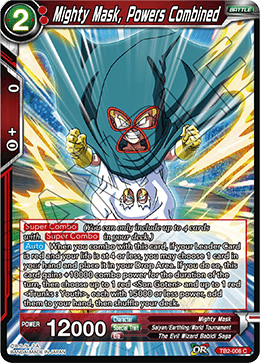 2
Mighty Mask, Powers Combined
BATTLE
0 + 0
Super Combo (You can only include up to 4 cards
with Super Combo in your deck.)
Auto When you combo with this card, if your Leader Card
is red and your life is at 4 or less, you may choose 1 card in
your hand and place it in your Drop Area. If you do so, this
card gains +10000 combo power for the duration of the
turn, then choose up to 1 red <Son Goten> and up to 1 red
<Trunks : Youth>, each with 15000 or less power, add
them to your hand, then shuffle your deck.
POWER
12000
Character
Mighty Mask
Special Trait
Saiyan/Earthling/World Tournament
Era
The Evil Wizard Babidi Saga
TB2-008 C